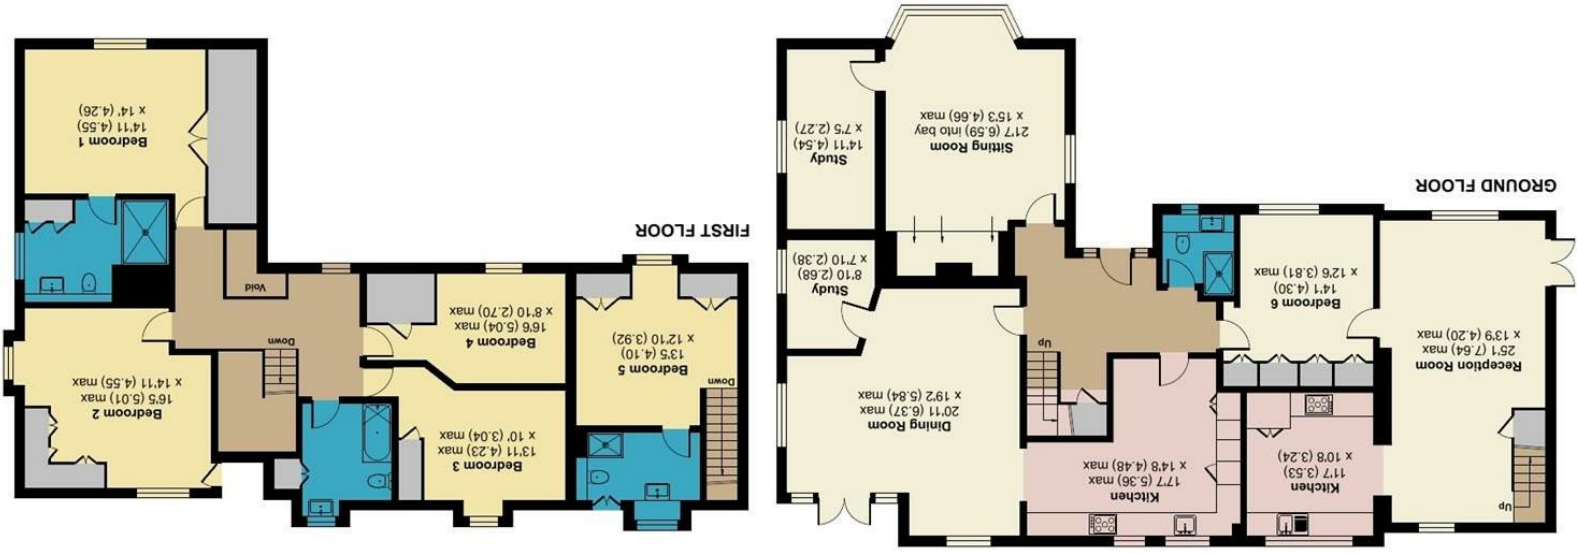 Up
Kitchen
11'7 (3.53)
x 10'8 (3.24)
Kitchen
17'7 (5.36) max
x 14'8 (4.48) max
Reception Room
25'1 (7.64) max
x 13'9 (4.20) max
Dining Room
20'11 (6.37) max
x 19'2 (5.84) max
Up
Bedroom 6
14'1 (4.30)
x 12'6 (3.81) max
Study
8'10 (2.68)
x 7'10 (2.38)
GROUND FLOOR
Sitting Room
21'7 (6.59) into bay
x 15'3 (4.66) max
Study
14'11 (4.54)
x 7'5 (2.27)
Bedroom 3
13'11 (4.23) max
x 10' (3.04) max
Bedroom 2
16'5 (5.01) max
x 14'11 (4.55) max
Down
Bedroom 5
13'5 (4.10)
x 12'10 (3.92)
Bedroom 4
16'6 (5.04) max
x 8'10 (2.70) max
Down
Void
FIRST FLOOR
Bedroom 1
14'11 (4.55)
x 14' (4.26)